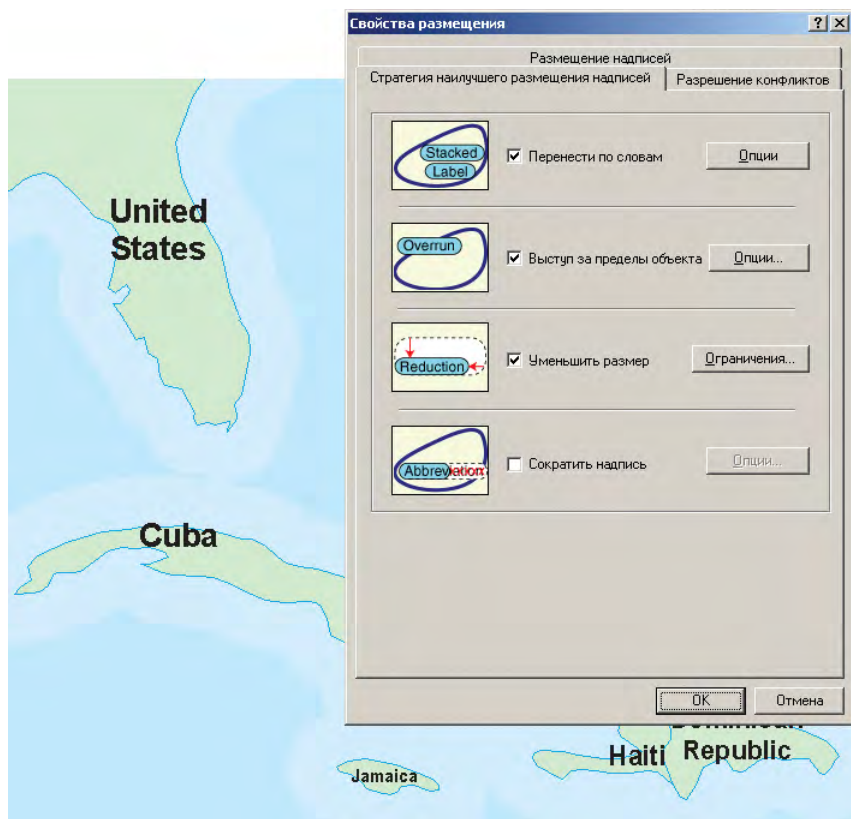 Свойства размещения
Размещение надписей
Стратегия наилучшего размещения надписей
Разрешение конфликтов
Stacked
Label
Перенести по словам
Опции
Overrun
Выступ за пределы объекта
Опции...
Reduction
Уменьшить размер
Ограничения...
Abbreviation
Сократить надпись
Опции...
OK
Отмена
United
States
Cuba
Jamaica
Haiti
Dominican
Republic